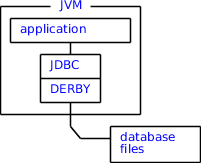 JVM
application
JDBC
DERBY
database
files